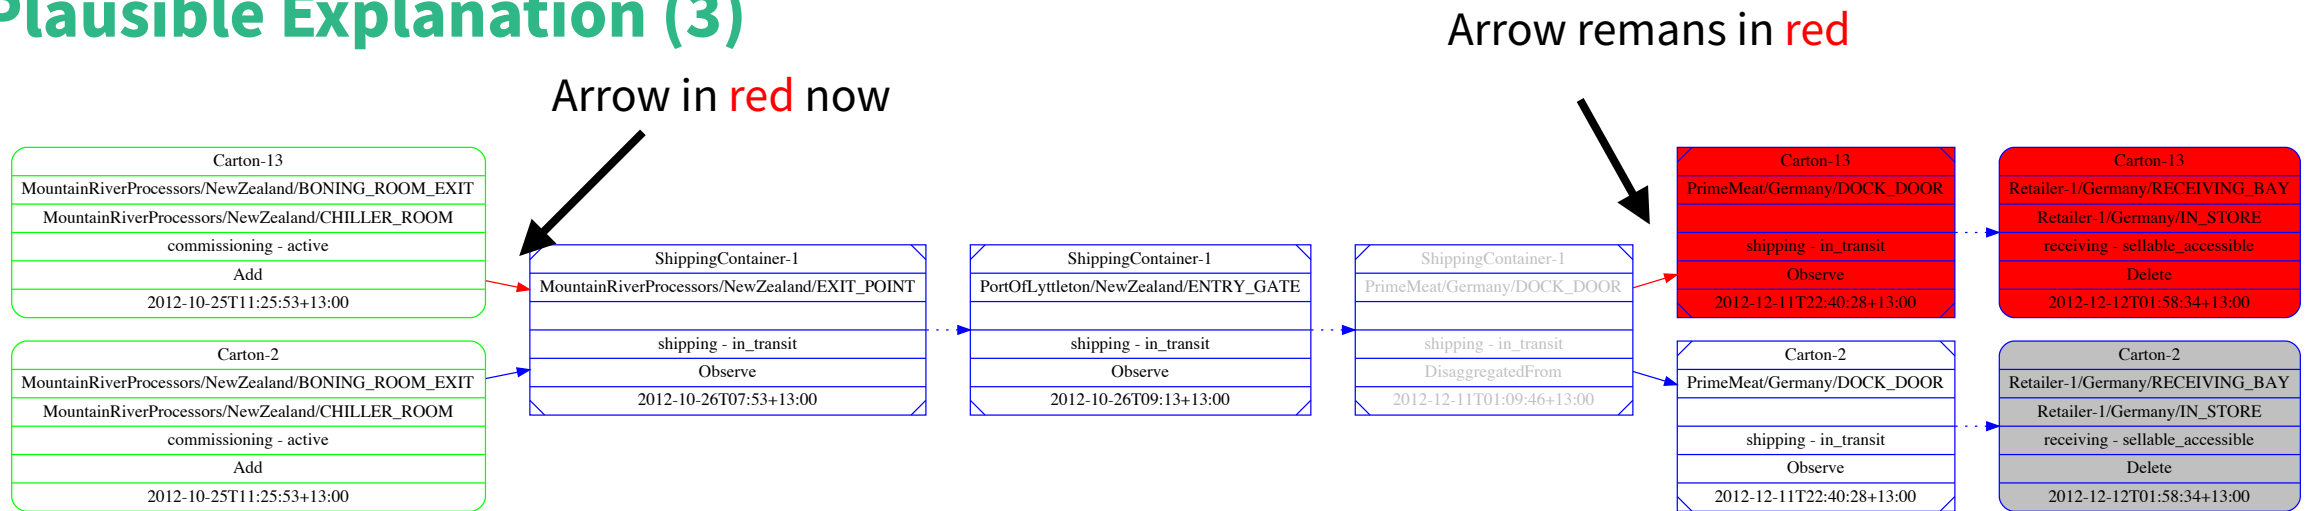 Plausible Explanation (3)
Arrow remans in red
Arrow in red now
Carton-13
MountainRiverProcessors/NewZealand/BONING_ROOM_EXIT
MountainRiverProcessors/NewZealand/CHILLER_ROOM
commissioning - active
Add
2012-10-25T11:25:53+13:00
Carton-2
MountainRiverProcessors/NewZealand/BONING_ROOM_EXIT
MountainRiverProcessors/NewZealand/CHILLER_ROOM
commissioning - active
Add
2012-10-25T11:25:53+13:00
ShippingContainer-1
MountainRiverProcessors/NewZealand/EXIT_POINT
shipping - in_transit
Observe
2012-10-26T07:53+13:00
ShippingContainer-1
PortOfLyttleton/NewZealand/ENTRY_GATE
shipping - in_transit
Observe
2012-10-26T09:13+13:00
ShippingContainer-1
PrimeMeat/Germany/DOCK_DOOR
shipping - in_transit
DisaggregatedFrom
2012-12-11T01:09:46+13:00
Carton-13
PrimeMeat/Germany/DOCK_DOOR
shipping - in_transit
Observe
2012-12-11T22:40:28+13:00
Carton-13
Retailer-1/Germany/RECEIVING_BAY
Retailer-1/Germany/IN_STORE
receiving - sellable_accessible
Delete
2012-12-12T01:58:34+13:00
Carton-2
PrimeMeat/Germany/DOCK_DOOR
shipping - in_transit
Observe
2012-12-11T22:40:28+13:00
Carton-2
Retailer-1/Germany/RECEIVING_BAY
Retailer-1/Germany/IN_STORE
receiving - sellable_accessible
Delete
2012-12-12T01:58:34+13:00